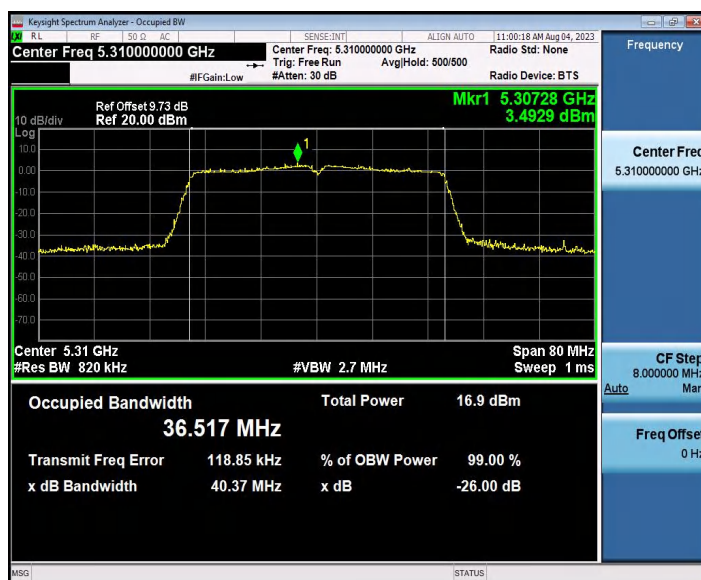 Keysight Spectrum Analyzer - Occupied BW
LXI RL RF 50 Ω AC SENSE:INT ALIGN AUTO 11:00:18 AM Aug 04, 2023
Center Freq 5.310000000 GHz
Center Freq: 5.310000000 GHz Radio Std: None
Trig: Free Run Avg|Hold: 500/500
#IFGain:Low #Atten: 30 dB Radio Device: BTS
Frequency
Ref Offset 9.73 dB
10 dB/div Ref 20.00 dBm
Mkr1 5.30728 GHz
3.4929 dBm
Log
10.0
0.00
-10.0
-20.0
-30.0
-40.0
-50.0
-60.0
-70.0
1
Center 5.31 GHz Span 80 MHz
#Res BW 820 kHz #VBW 2.7 MHz Sweep 1 ms
Occupied Bandwidth Total Power 16.9 dBm
36.517 MHz
Transmit Freq Error 118.85 kHz % of OBW Power 99.00 %
x dB Bandwidth 40.37 MHz x dB -26.00 dB
Center Freq
5.310000000 GHz
CF Step
8.000000 MHz
Auto Man
Freq Offset
0 Hz
MSG STATUS